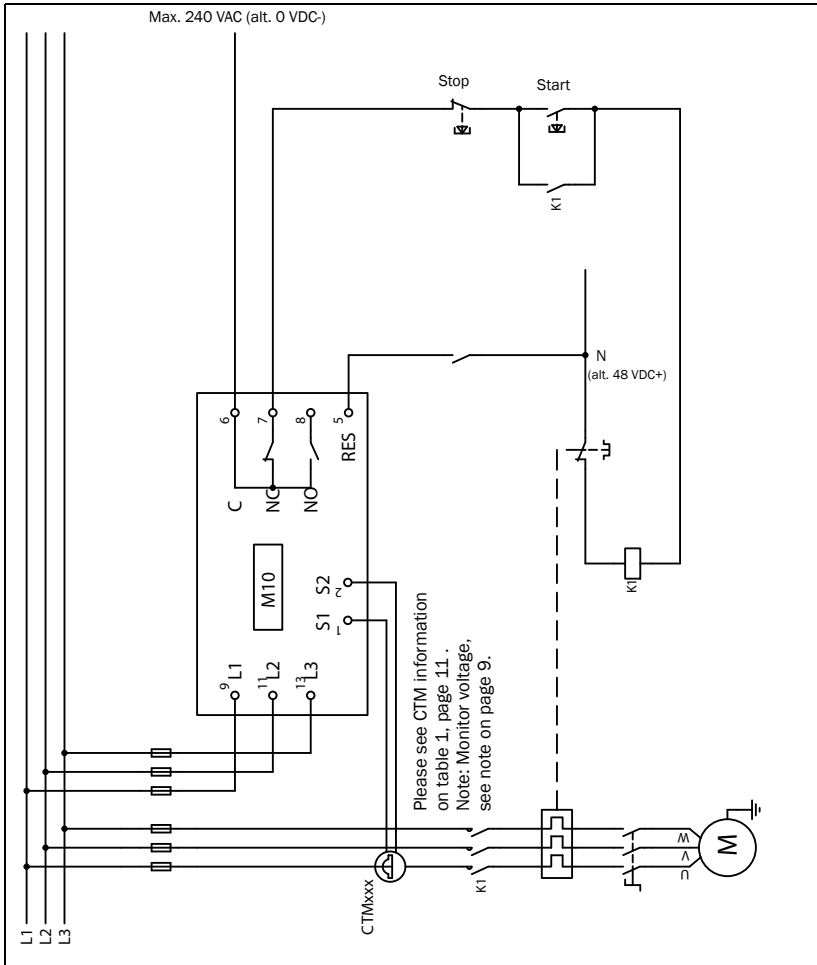 Max. 240 VAC (alt. 0 VDC-)
Stop
Start
K1
N
(alt. 48 VDC+)
6
7
8
5
C
NC
NO
RES
M10
S1
S2
1
2
9
L1
11
L2
13
L3
K1
Please see CTM information
on table 1, page 11 .
Note: Monitor voltage,
see note on page 9.
CTMxxx
K1
U
V
W
M
L1
L2
L3